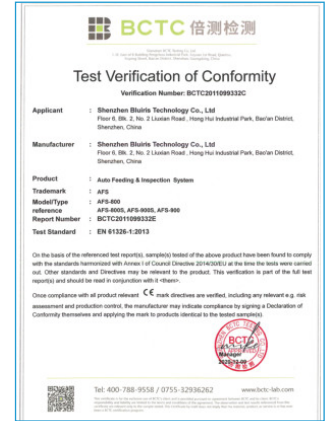 BCTC 倍测检测
Shenzhen BCTC Testing Co., Ltd.
Test Verification of Conformity
Verification Number: BCTC2011099332C
Applicant : Shenzhen Bluiris Technology Co., Ltd
Floor 6, Blk. 2, No. 2 Liuxian Road , Hong Hui Industrial Park, Bao'an District,
Shenzhen, China
Manufacturer : Shenzhen Bluiris Technology Co., Ltd
Floor 6, Blk. 2, No. 2 Liuxian Road , Hong Hui Industrial Park, Bao'an District,
Shenzhen, China
Product : Auto Feeding & Inspection System
Trademark : AFS
Model/Type : AFS-800
reference AFS-800S, AFS-900S, AFS-900
Report Number : BCTC2011099332E
Test Standard : EN 61326-1:2013
On the basis of the referenced test report(s), sample(s) tested of the above product have been found to comply
with the standards harmonized with Annex I of Council Directive 2014/30/EU at the time the tests were carried
out. Other standards and Directives may be relevant to the product. This verification is part of the full test
report(s) and should be read in conjunction with it <them>.
Once compliance with all product relevant CE mark directives are verified, including any relevant e.g. risk
assessment and production control, the manufacturer may indicate compliance by signing a Declaration of
Conformity themselves and applying the mark to products identical to the tested sample(s).
BCTC
Manager
Tel: 400-788-9558 / 0755-32936262 www.bctc-lab.com